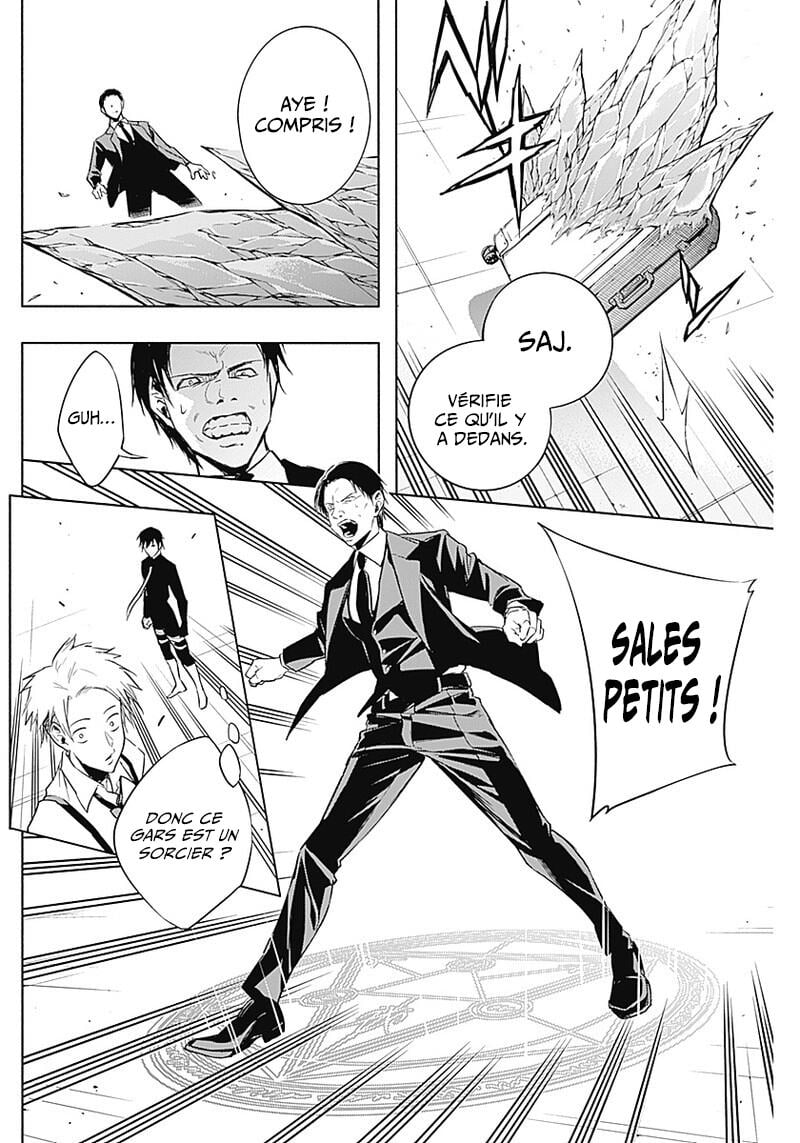 SAJ.
VÉRIFIE
CE QU'IL Y
A DEDANS.
AYE !
COMPRIS !
GUH...
SALES
PETITS !
DONC CE
GARS EST UN
SORCIER ?